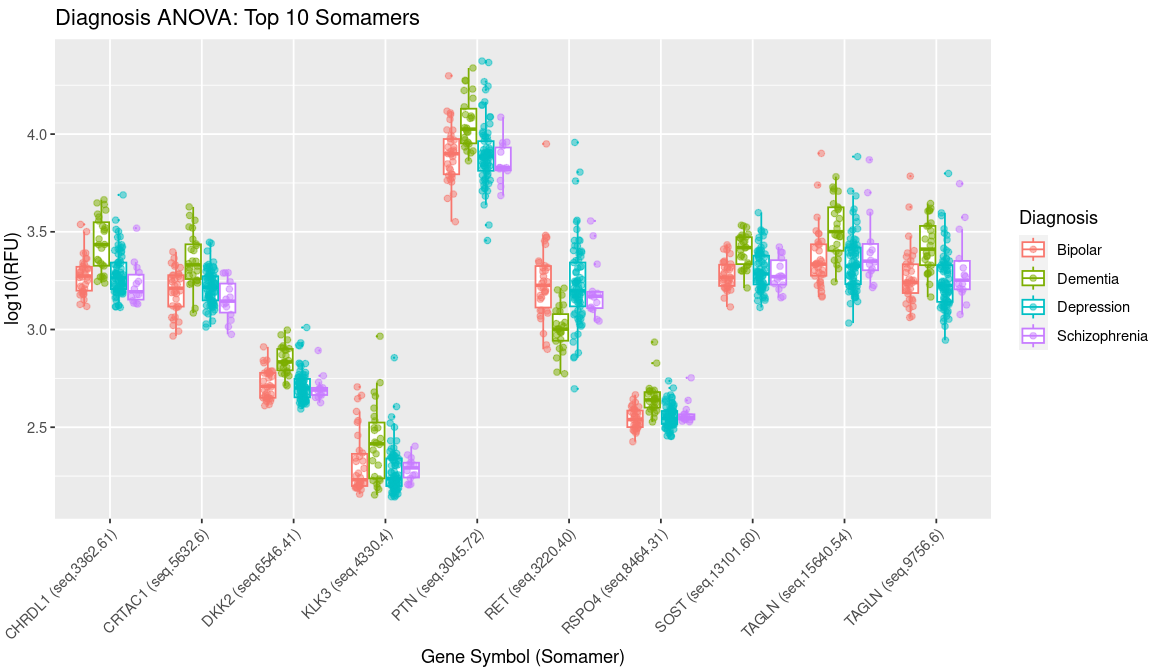 Diagnosis ANOVA: Top 10 Somamers
log10(RFU)
4.0
3.5
3.0
2.5
CHRDL1 (seq.3362.61)
CRTAC1 (seq.5632.6)
DKK2 (seq.6546.41)
KLK3 (seq.4330.4)
PTN (seq.3045.72)
RET (seq.3220.40)
RSPO4 (seq.8464.31)
SOST (seq.13101.60)
TAGLN (seq.15640.54)
TAGLN (seq.9756.6)
Gene Symbol (Somamer)
Diagnosis
Bipolar
Dementia
Depression
Schizophrenia